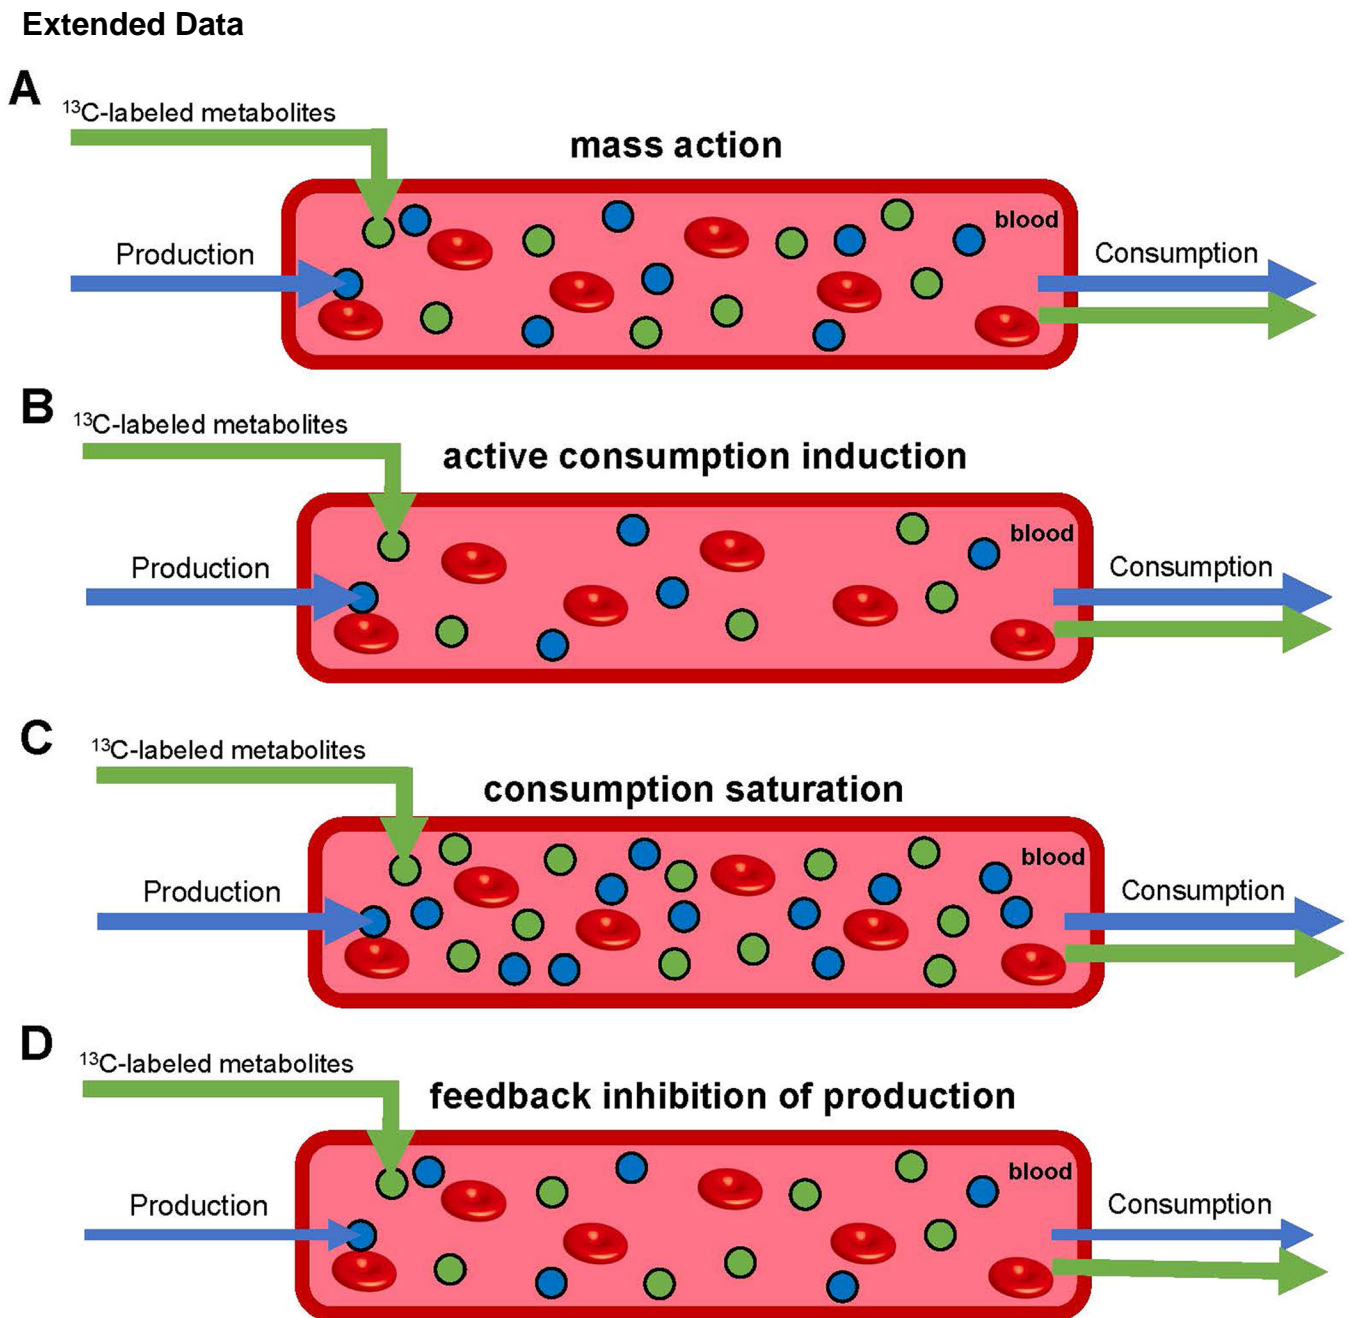 Extended Data
A
¹³C-labeled metabolites
mass action
blood
Production
Consumption
B
¹³C-labeled metabolites
active consumption induction
blood
Production
Consumption
C
¹³C-labeled metabolites
consumption saturation
blood
Production
Consumption
D
¹³C-labeled metabolites
feedback inhibition of production
blood
Production
Consumption